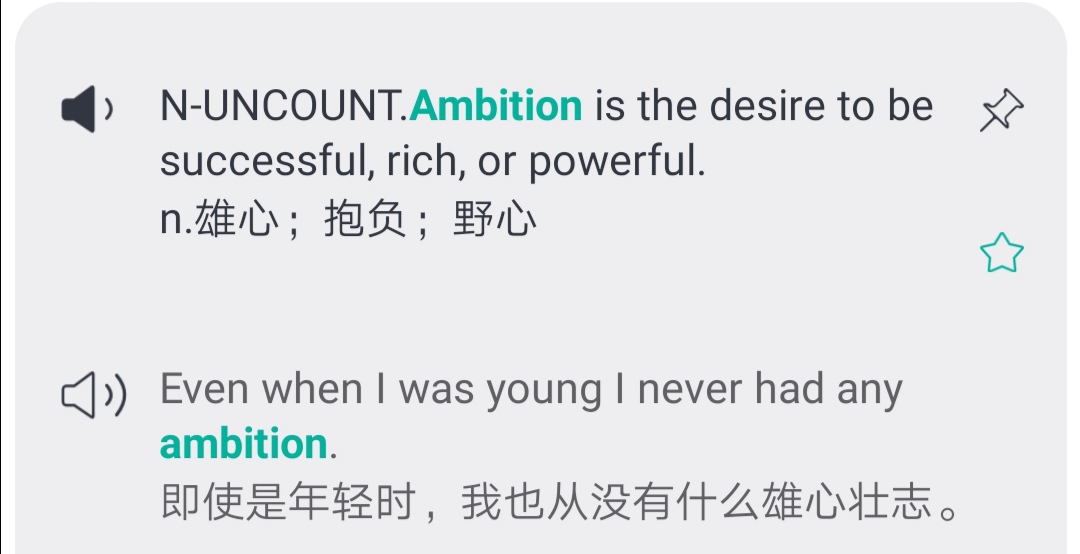 N-UNCOUNT.Ambition is the desire to be
successful, rich, or powerful.
n.雄心；抱负；野心
Even when I was young I never had any
ambition.
即使是年轻时，我也从没有什么雄心壮志。